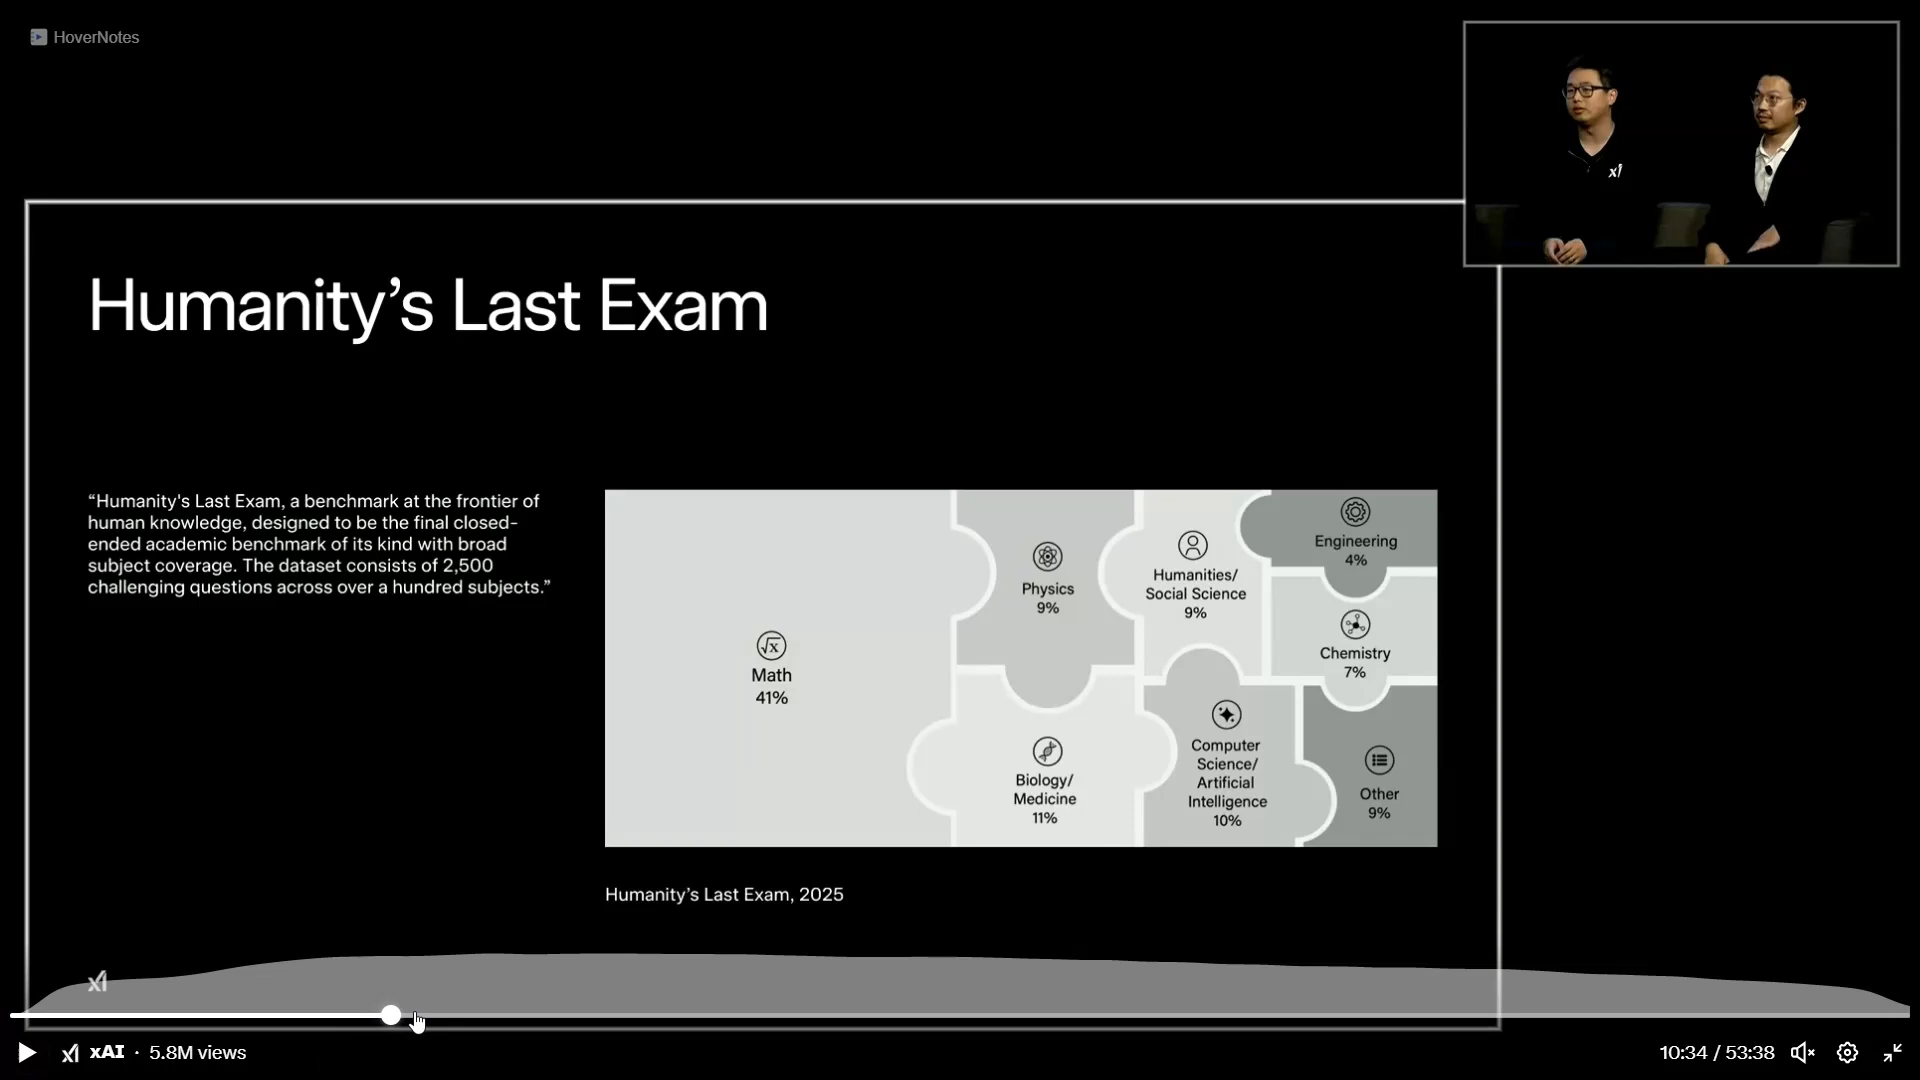 HoverNotes
xI
Humanity’s Last Exam
“Humanity's Last Exam, a benchmark at the frontier of
human knowledge, designed to be the final closed-
ended academic benchmark of its kind with broad
subject coverage. The dataset consists of 2,500
challenging questions across over a hundred subjects.”
√x
Math
41%
Physics
9%
Humanities/
Social Science
9%
Engineering
4%
Chemistry
7%
Biology/
Medicine
11%
Computer
Science/
Artificial
Intelligence
10%
Other
9%
Humanity’s Last Exam, 2025
xI
xI xAI · 5.8M views
10:34 / 53:38